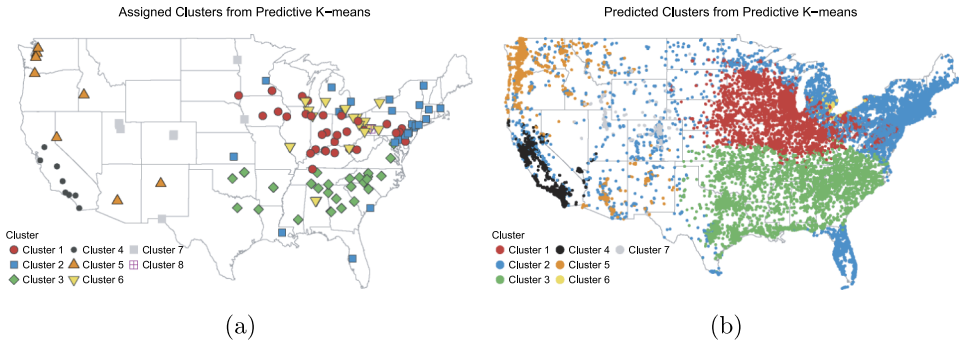 Assigned Clusters from Predictive K−means
Cluster
Cluster 1
Cluster 4
Cluster 7
Cluster 2
Cluster 5
Cluster 8
Cluster 3
Cluster 6
(a)
Predicted Clusters from Predictive K−means
Cluster
Cluster 1
Cluster 4
Cluster 7
Cluster 2
Cluster 5
Cluster 3
Cluster 6
(b)